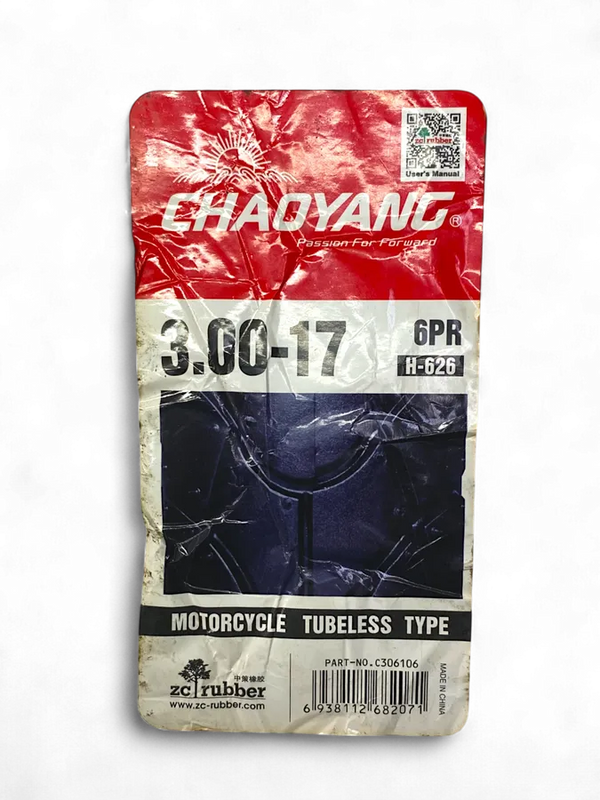 zc rubber
User's Manual
CHAOYANG®
Passion For Forward
3.00-17
6PR
H-626
MOTORCYCLE TUBELESS TYPE
中策橡胶
zc rubber
www.zc-rubber.com
PART-NO.C306106
6 938112 682071
MADE IN CHINA